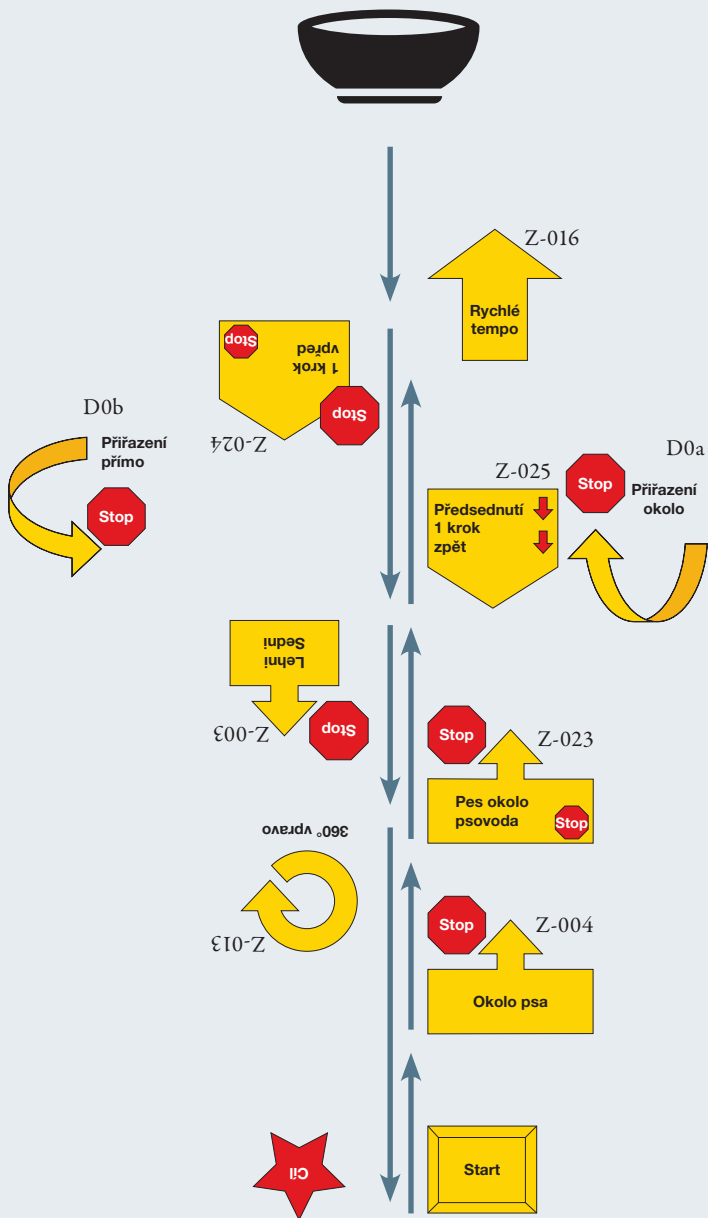 Z-016
Rychlé
tempo
Stop
1 krok
vpřed
Stop
Z-024
D0b
Přiřazení
přímo
Stop
D0a
Z-025
Stop
Přiřazení
okolo
Předsednutí
1 krok
zpět
Lehni
Sedni
Stop
Z-003
Stop
Z-023
Pes okolo
psovoda
Stop
360° vpravo
Z-013
Stop
Z-004
Okolo psa
Cíl
Start